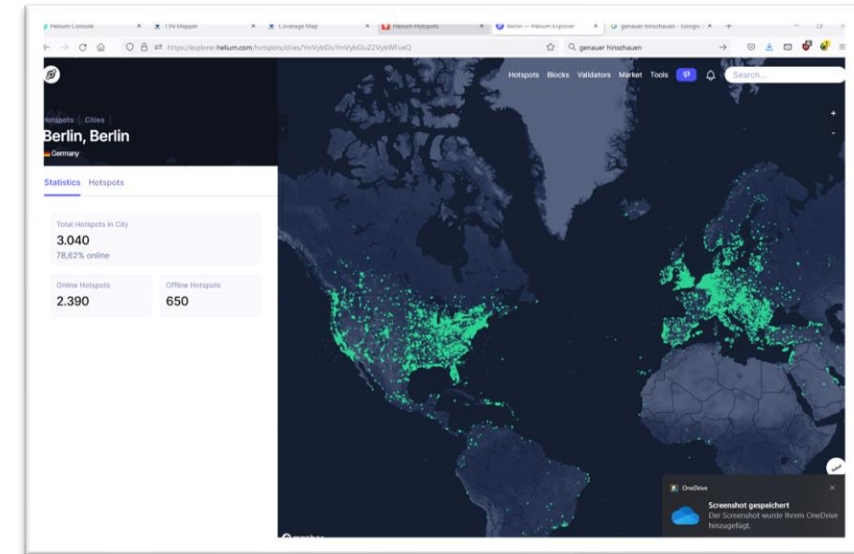 Helium Console
TTN Mapper
Coverage Map
Helium Hotspots
Berlin — Helium Explorer
genauer hinschauen - Google
https://explorer.helium.com/hotspots/cities/
genauer hinschauen
Hotspots Blocks Validators Market Tools
Search...
Hotspots | Cities |
Berlin, Berlin
Germany
Statistics Hotspots
Total Hotspots in City
3.040
78,62% online
Online Hotspots Offline Hotspots
2.390 650
OneDrive
Screenshot gespeichert
Der Screenshot wurde Ihrem OneDrive
hinzugefügt.